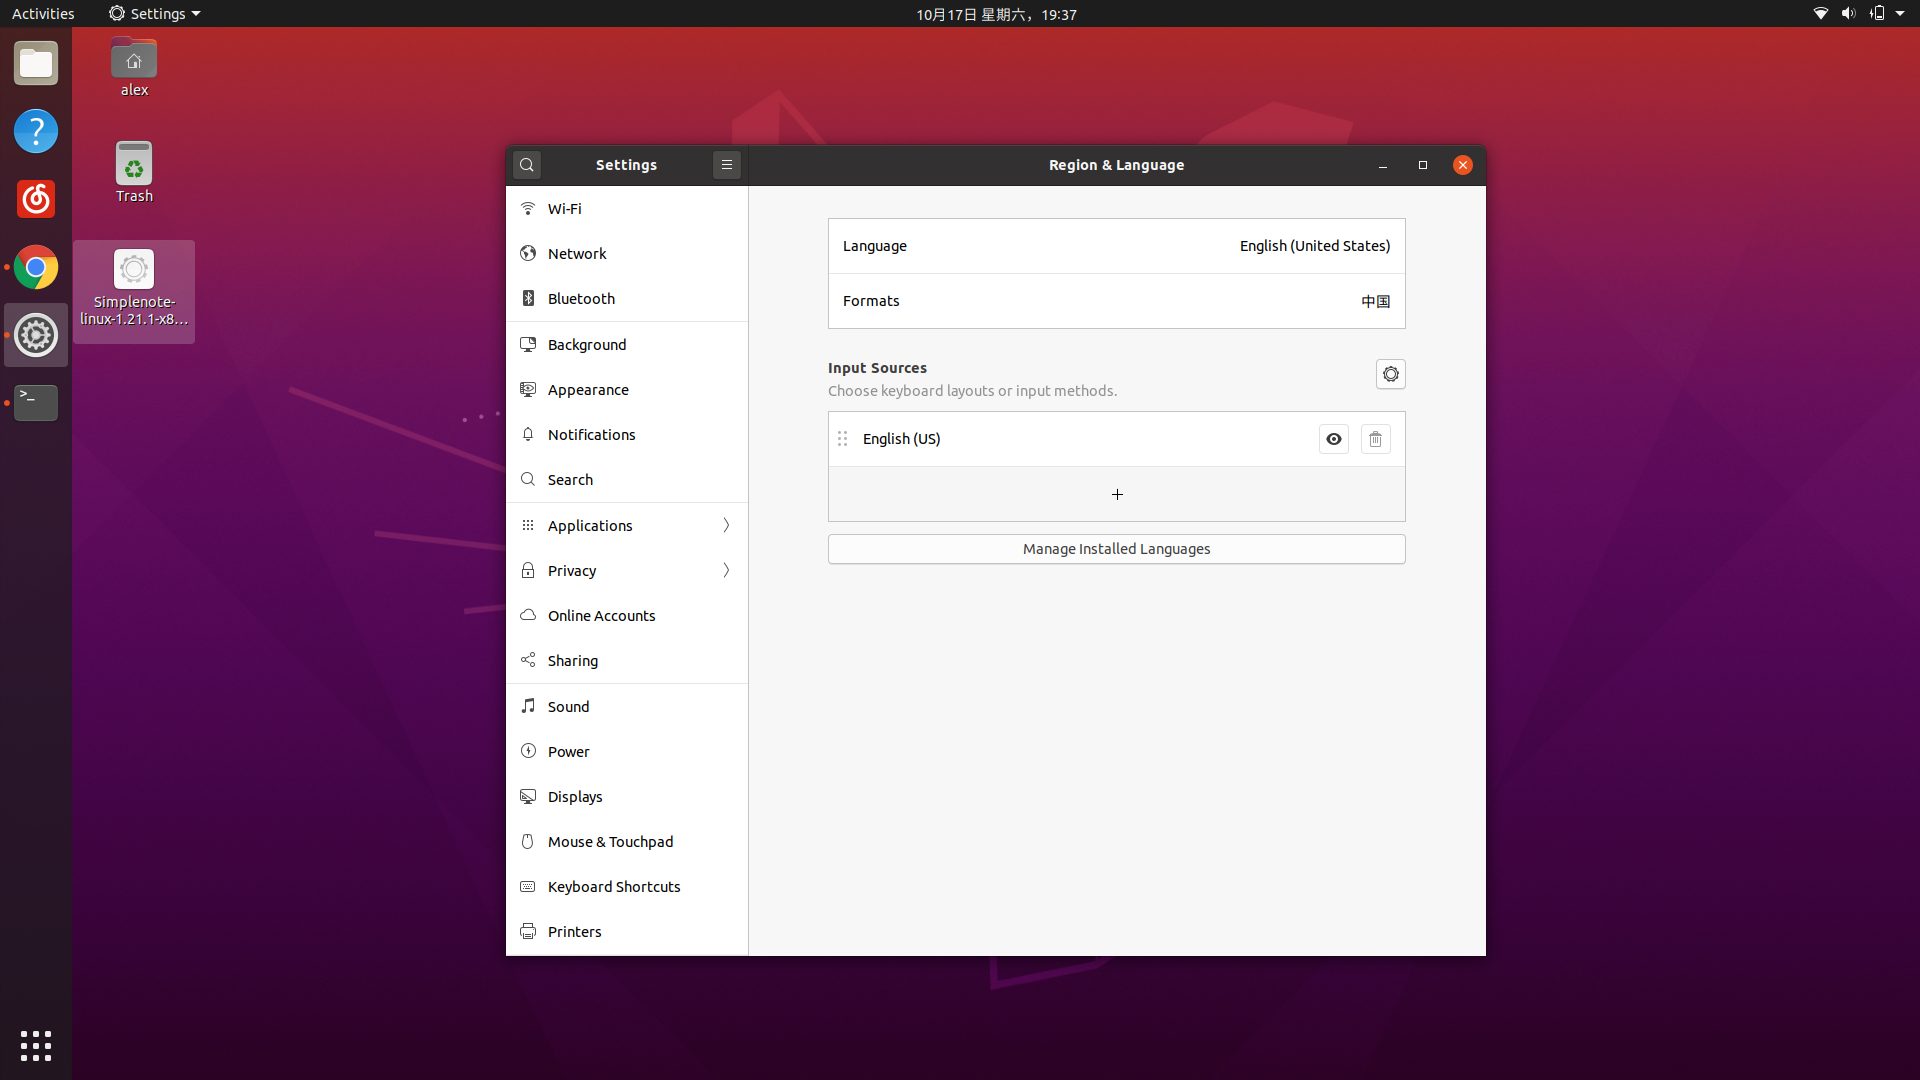 Activities
Settings
10月17日 星期六，19:37
alex
Trash
Simplenote-
linux-1.21.1-x8...
Settings
Region & Language
Wi-Fi
Network
Bluetooth
Background
Appearance
Notifications
Search
Applications
Privacy
Online Accounts
Sharing
Sound
Power
Displays
Mouse & Touchpad
Keyboard Shortcuts
Printers
Language English (United States)
Formats 中国
Input Sources
Choose keyboard layouts or input methods.
English (US)
Manage Installed Languages